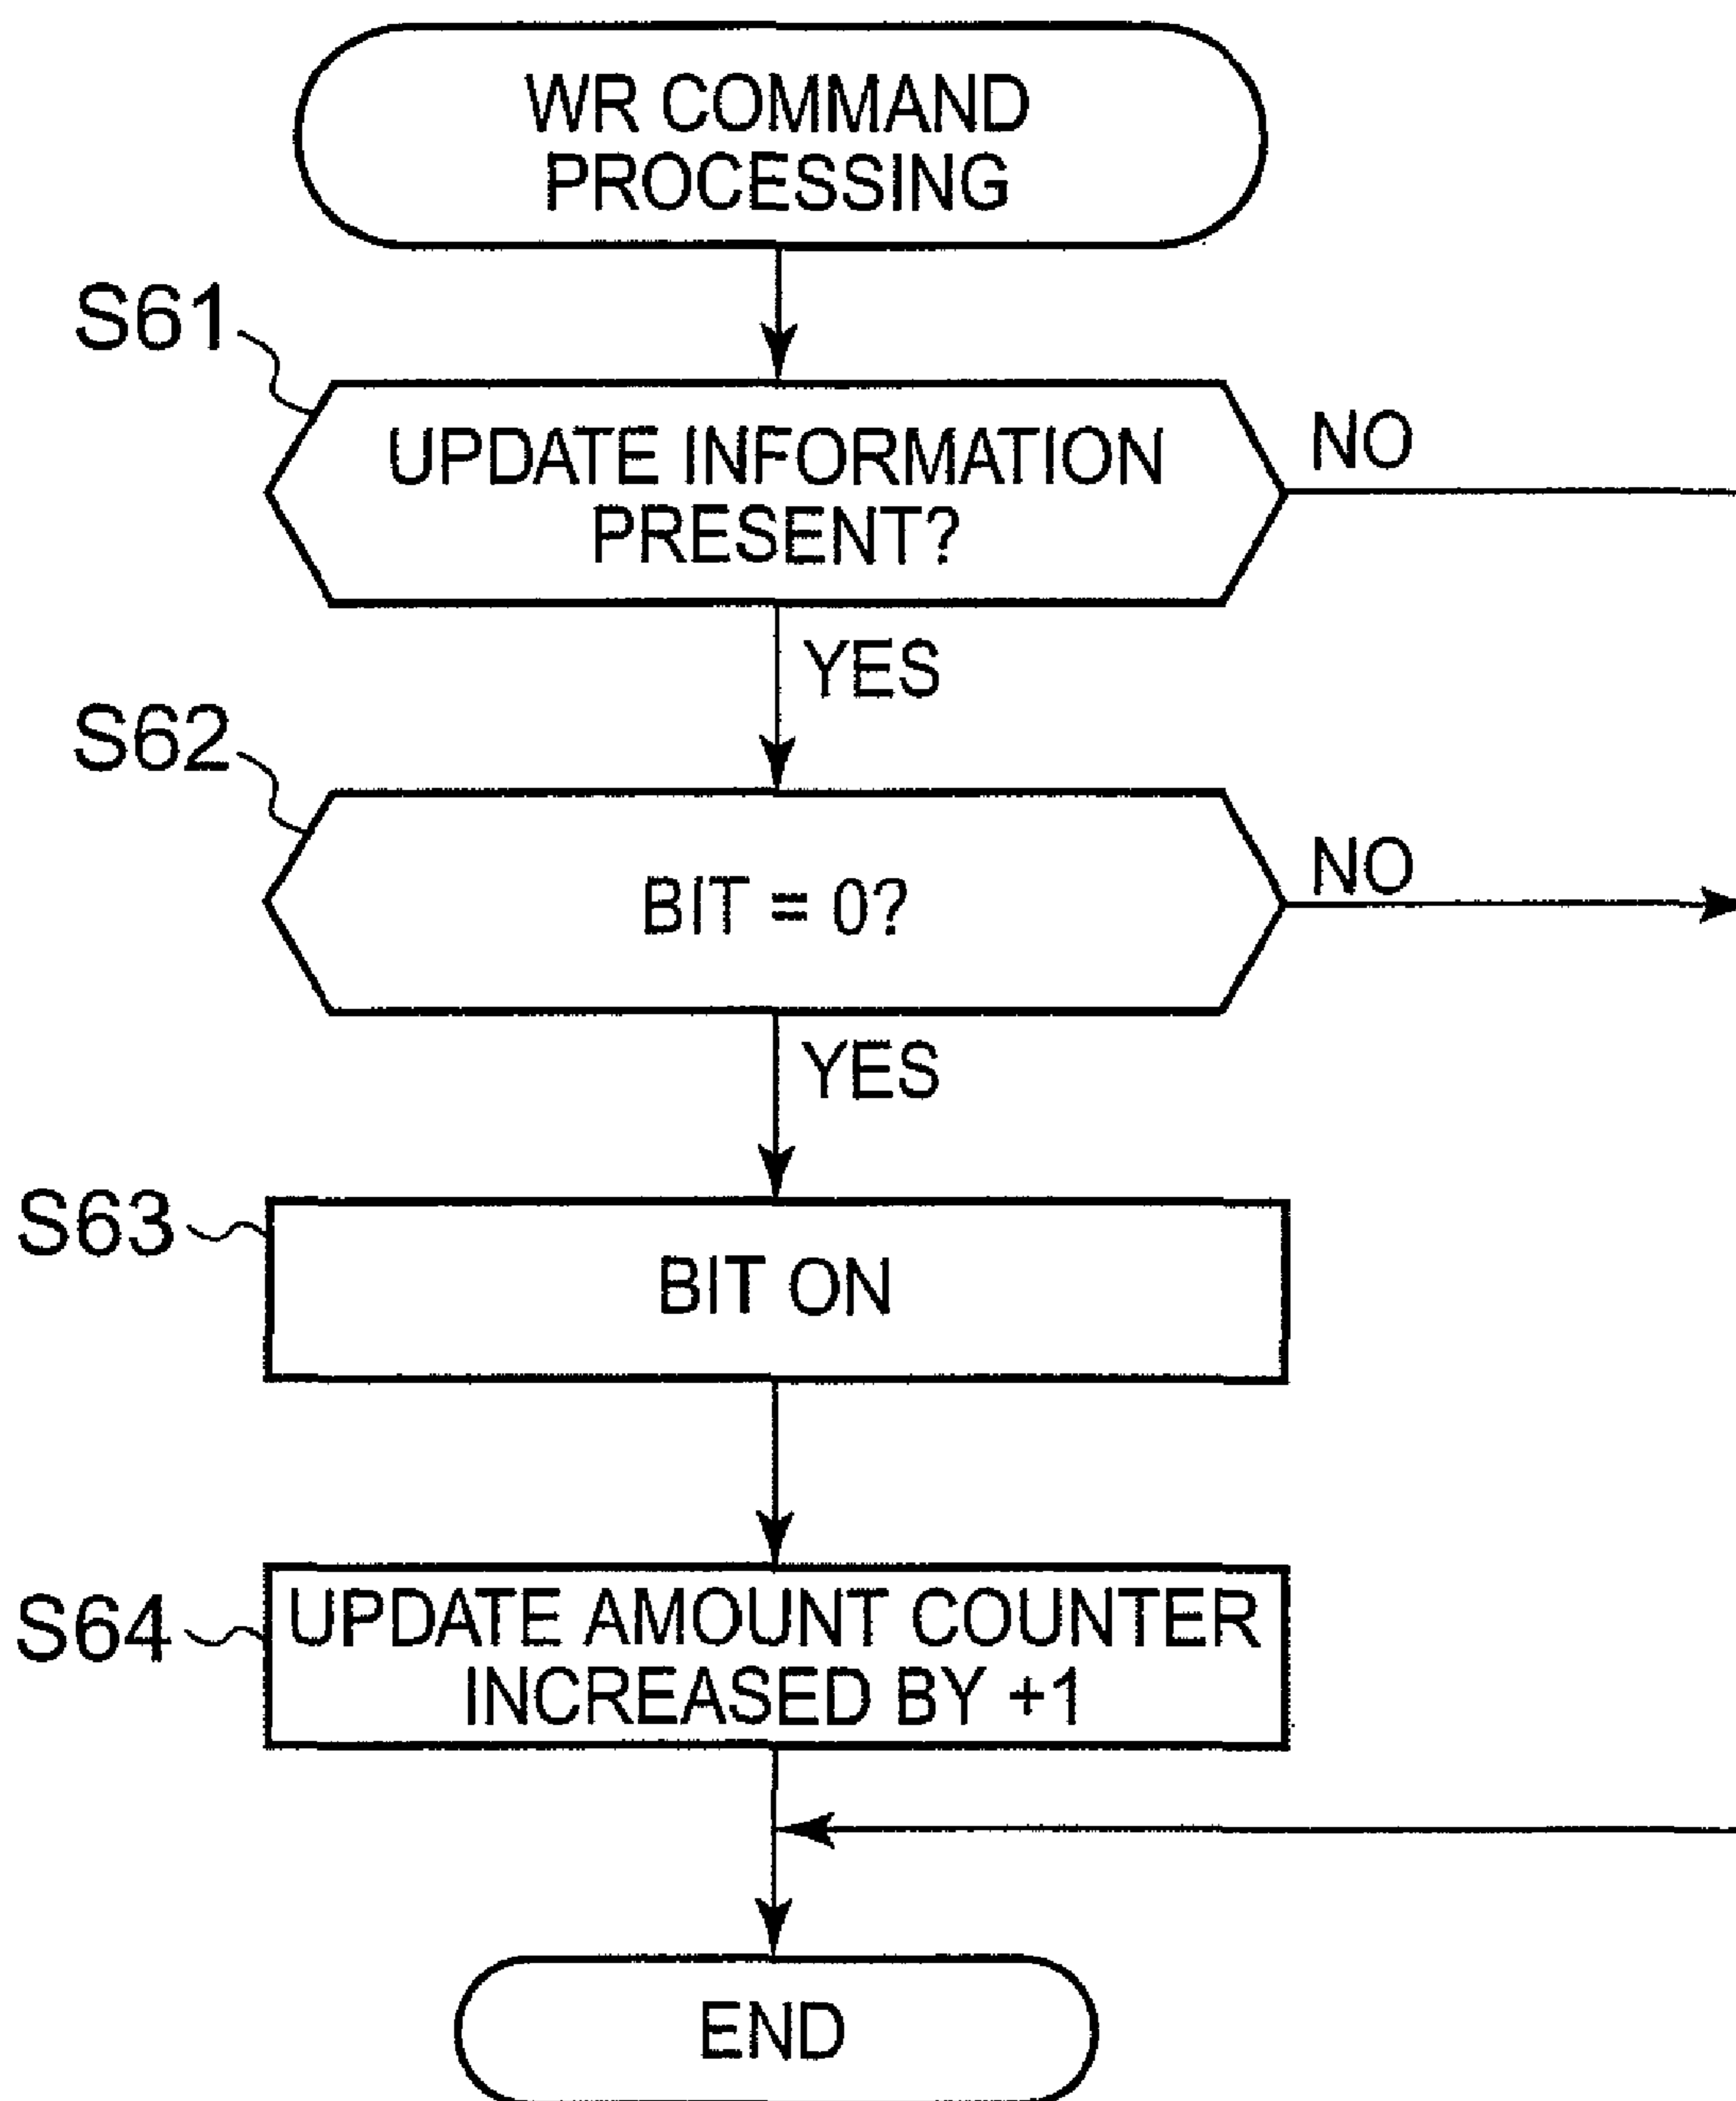 WR COMMAND
PROCESSING
S61
UPDATE INFORMATION
PRESENT?
NO
YES
S62
BIT = 0?
NO
YES
S63
BIT ON
S64
UPDATE AMOUNT COUNTER
INCREASED BY +1
END